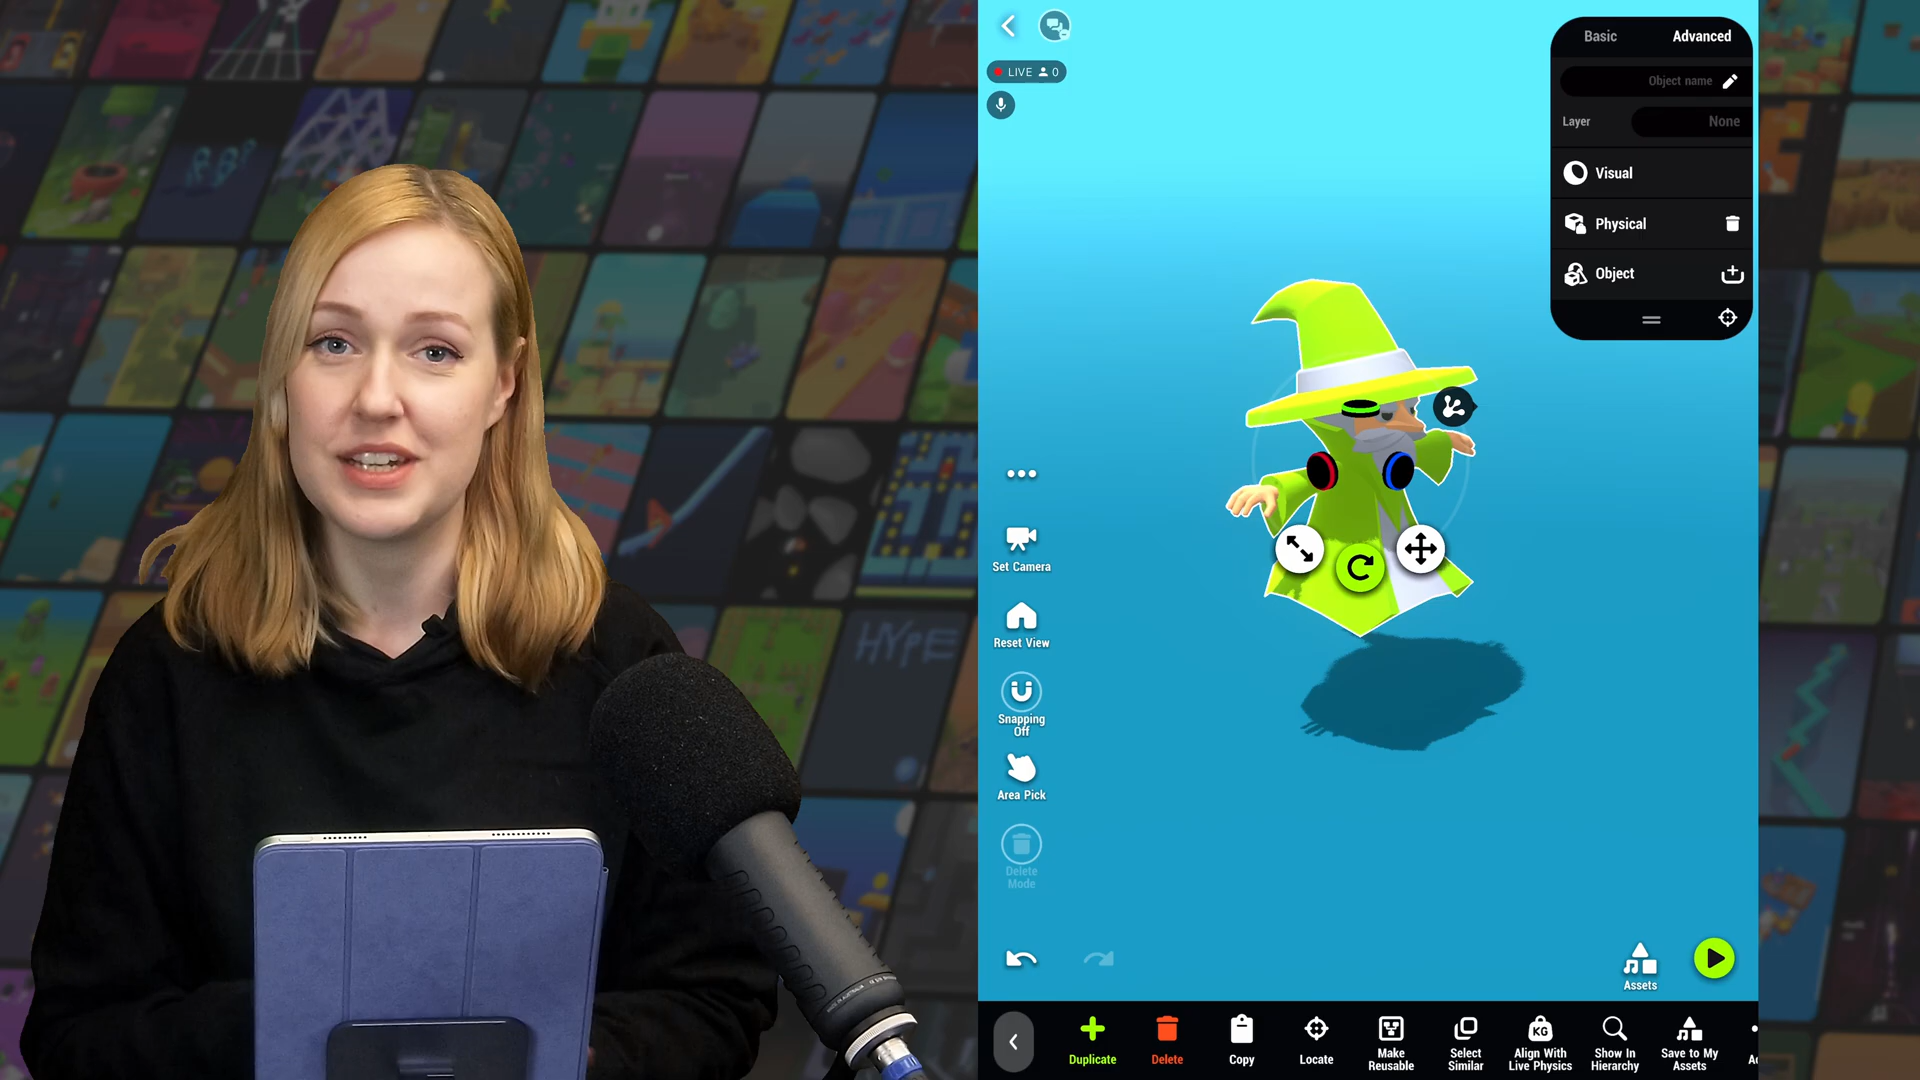 LIVE 0
Basic Advanced
Object name
Layer None
Visual
Physical
Object
Set Camera
Reset View
Snapping
Off
Area Pick
Delete
Mode
HYPE
Assets
KG
Duplicate
Delete
Copy
Locate
Make
Reusable
Select
Similar
Align With
Live Physics
Show In
Hierarchy
Save to My
Assets